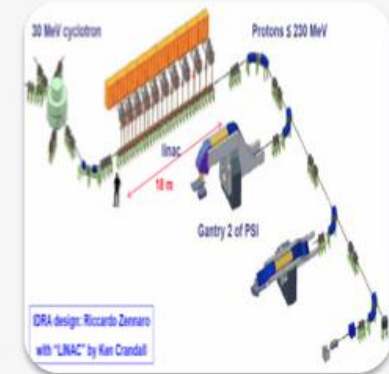 30 MeV cyclotron
Protons ≤ 230 MeV
linac
18 m
Gantry 2 of PSI
IDRA design: Riccardo Zennaro
with "LINAC" by Ken Crandall